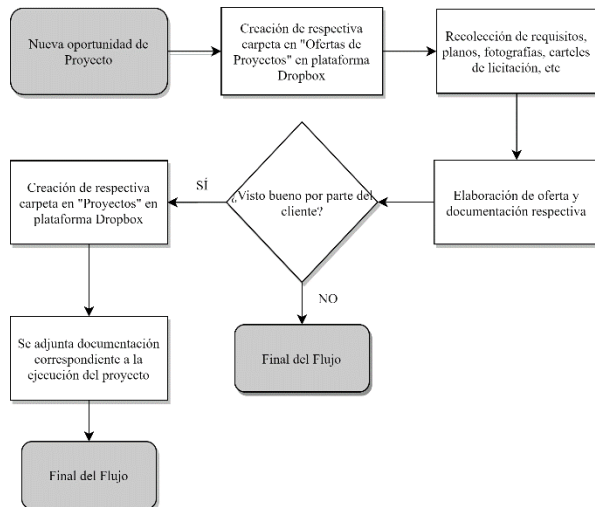 Nueva oportunidad de
Proyecto
Creación de respectiva
carpeta en "Ofertas de
Proyectos" en plataforma
Dropbox
Recolección de requisitos,
planos, fotografías, carteles
de licitación, etc
Elaboración de oferta y
documentación respectiva
¿Visto bueno por parte del
cliente?
SÍ
Creación de respectiva
carpeta en "Proyectos" en
plataforma Dropbox
NO
Final del Flujo
Se adjunta documentación
correspondiente a la
ejecución del proyecto
Final del Flujo